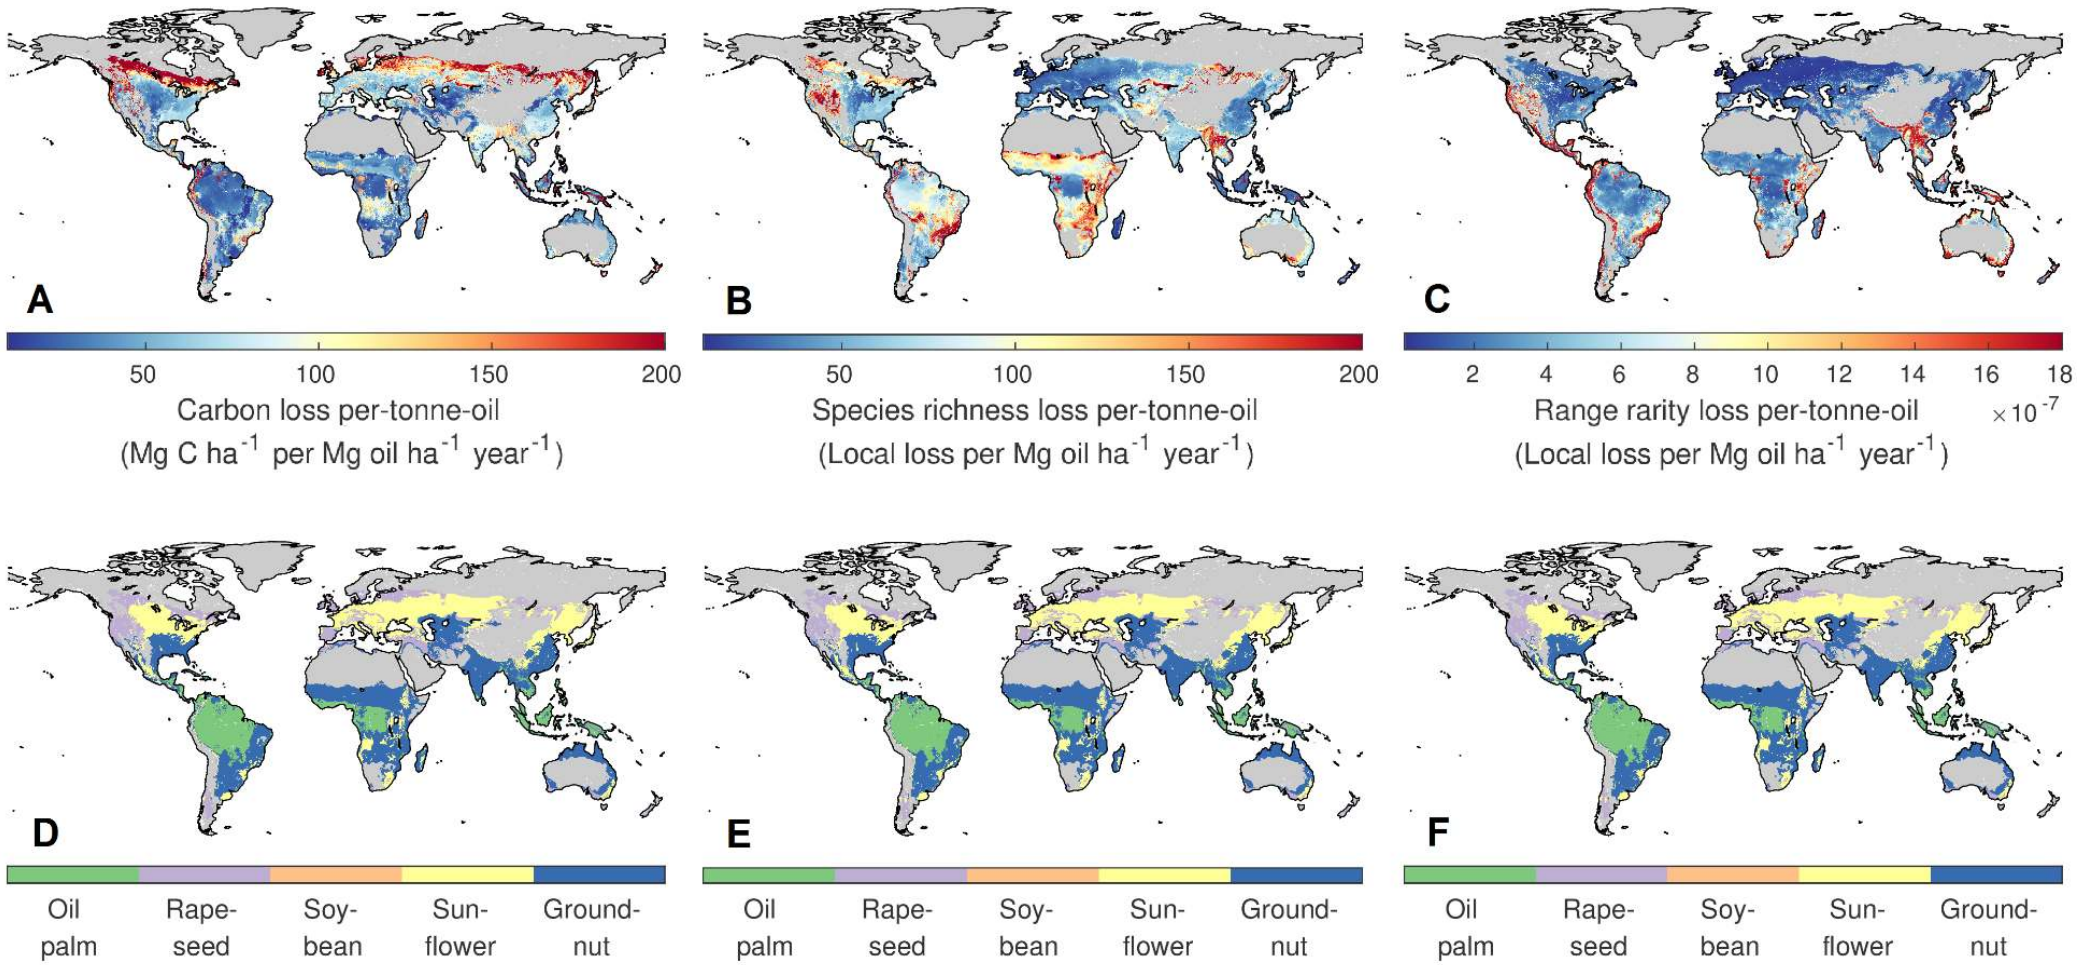 A
B
C
50 100 150 200
50 100 150 200
2 4 6 8 10 12 14 16 18
Carbon loss per-tonne-oil
(Mg C ha⁻¹ per Mg oil ha⁻¹ year⁻¹)
Species richness loss per-tonne-oil
(Local loss per Mg oil ha⁻¹ year⁻¹)
Range rarity loss per-tonne-oil
×10⁻⁷
(Local loss per Mg oil ha⁻¹ year⁻¹)
D
E
F
Oil Rape- Soy- Sun- Ground-
palm seed bean flower nut
Oil Rape- Soy- Sun- Ground-
palm seed bean flower nut
Oil Rape- Soy- Sun- Ground-
palm seed bean flower nut